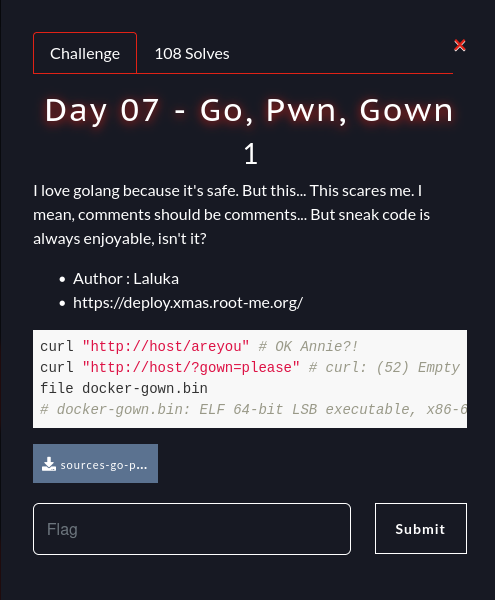 Challenge
108 Solves
Day 07 - Go, Pwn, Gown
1
I love golang because it's safe. But this... This scares me. I
mean, comments should be comments... But sneak code is
always enjoyable, isn't it?
• Author : Laluka
• https://deploy.xmas.root-me.org/
curl "http://host/areyou" # OK Annie?!
curl "http://host/?gown=please" # curl: (52) Empty
file docker-gown.bin
# docker-gown.bin: ELF 64-bit LSB executable, x86-6
sources-go-p...
Flag
Submit